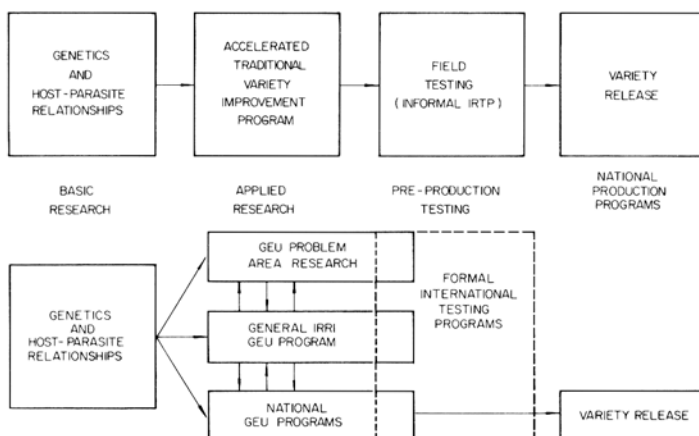 GENETICS
AND
HOST-PARASITE
RELATIONSHIPS
ACCELERATED
TRADITIONAL
VARIETY
IMPROVEMENT
PROGRAM
FIELD
TESTING
(INFORMAL IRTP)
VARIETY
RELEASE
BASIC
RESEARCH
APPLIED
RESEARCH
PRE-PRODUCTION
TESTING
NATIONAL
PRODUCTION
PROGRAMS
GENETICS
AND
HOST-PARASITE
RELATIONSHIPS
GEU PROBLEM
AREA RESEARCH
GENERAL IRRI
GEU PROGRAM
NATIONAL
GEU PROGRAMS
FORMAL
INTERNATIONAL
TESTING
PROGRAMS
VARIETY RELEASE